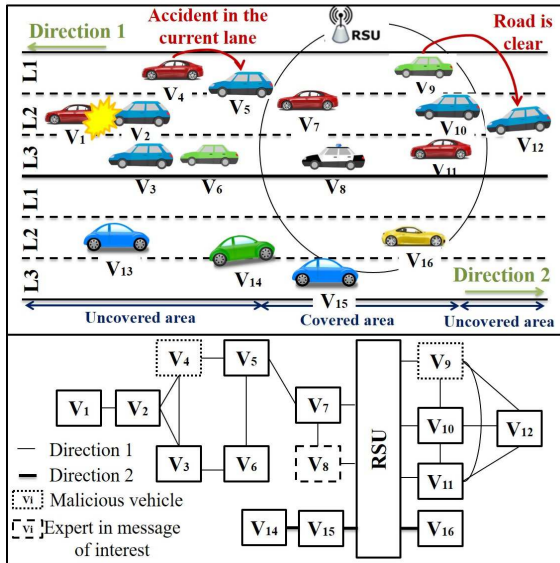 Direction 1
Accident in the
current lane
RSU
Road is
clear
L1
V4
V5
V9
L2
V1
V2
V7
V10
V12
L3
V3
V6
V8
V11
L1
L2
V13
V14
V16
L3
V15
Direction 2
Uncovered area
Covered area
Uncovered area
V4
V5
V9
V1
V2
V7
RSU
V10
V12
V3
V6
V8
V11
Direction 1
Direction 2
Vi Malicious vehicle
Vi Expert in message
of interest
V14
V15
V16